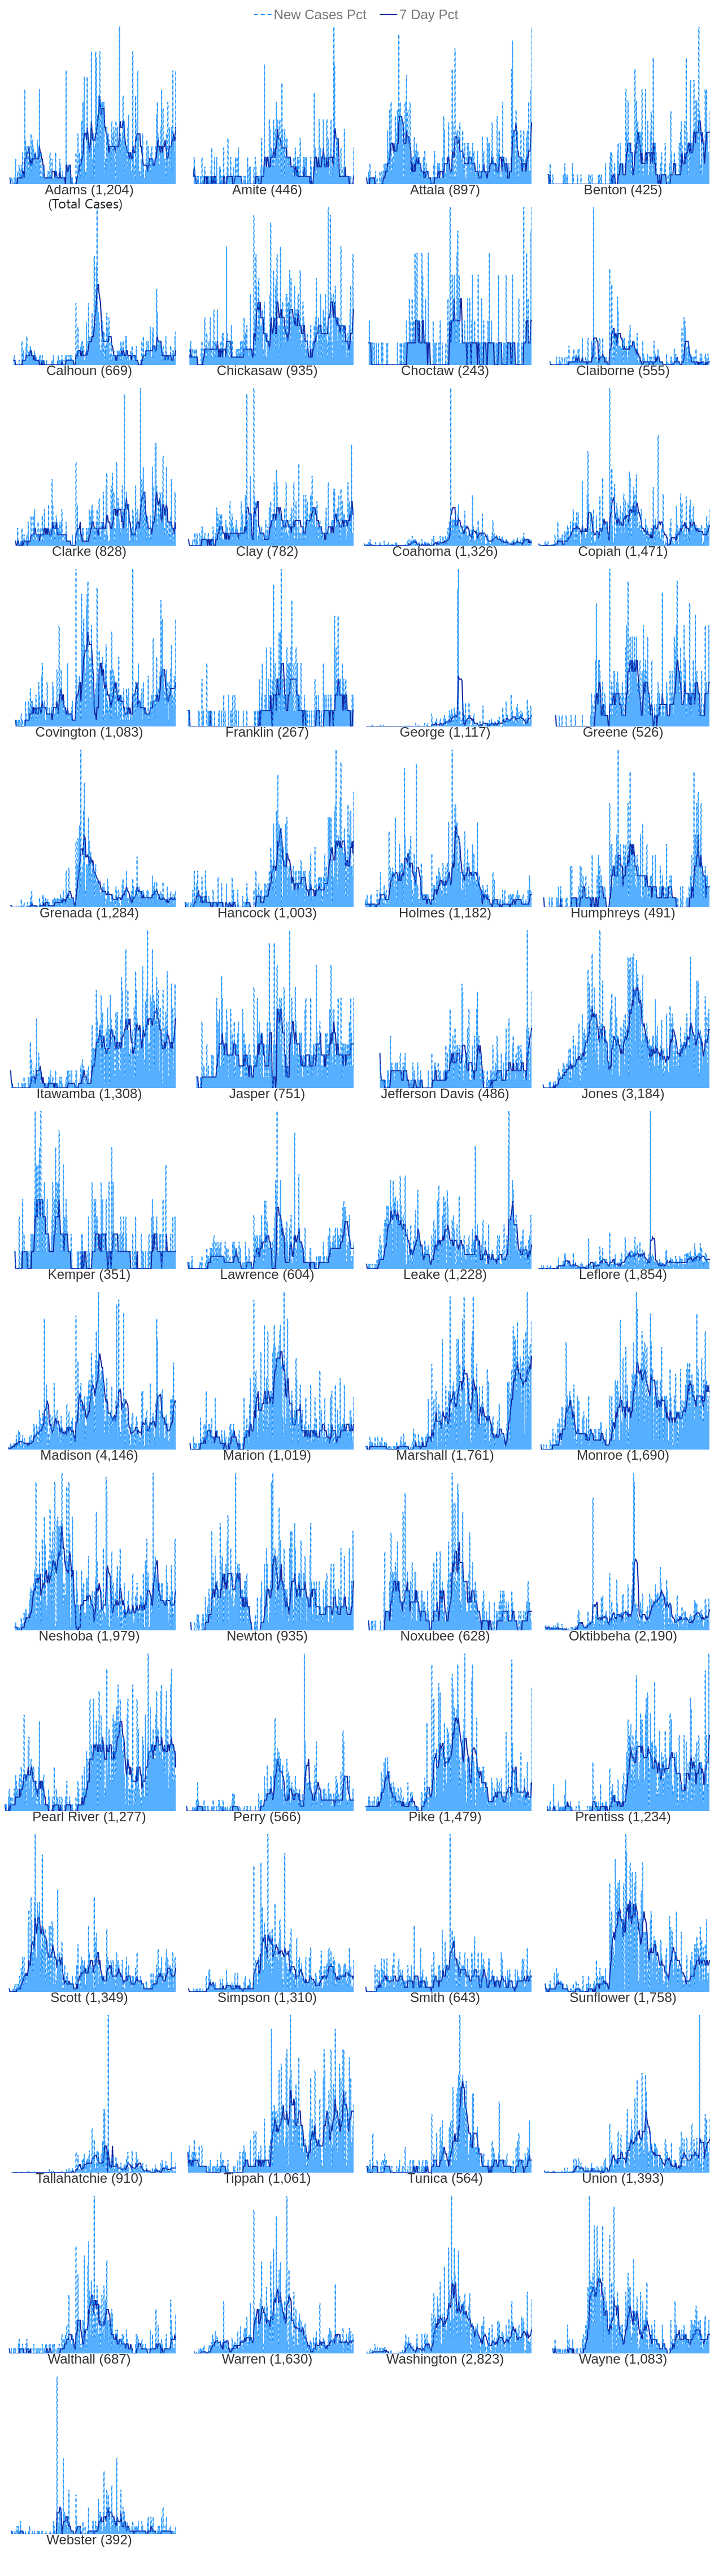 New Cases Pct 7 Day Pct
Adams (1,204) Amite (446) Attala (897) Benton (425)
(Total Cases)
Calhoun (669) Chickasaw (935) Choctaw (243) Claiborne (555)
Clarke (828) Clay (782) Coahoma (1,326) Copiah (1,471)
Covington (1,083) Franklin (267) George (1,117) Greene (526)
Grenada (1,284) Hancock (1,003) Holmes (1,182) Humphreys (491)
Itawamba (1,308) Jasper (751) Jefferson Davis (486) Jones (3,184)
Kemper (351) Lawrence (604) Leake (1,228) Leflore (1,854)
Madison (4,146) Marion (1,019) Marshall (1,761) Monroe (1,690)
Neshoba (1,979) Newton (935) Noxubee (628) Oktibbeha (2,190)
Pearl River (1,277) Perry (566) Pike (1,479) Prentiss (1,234)
Scott (1,349) Simpson (1,310) Smith (643) Sunflower (1,758)
Tallahatchie (910) Tippah (1,061) Tunica (564) Union (1,393)
Walthall (687) Warren (1,630) Washington (2,823) Wayne (1,083)
Webster (392)